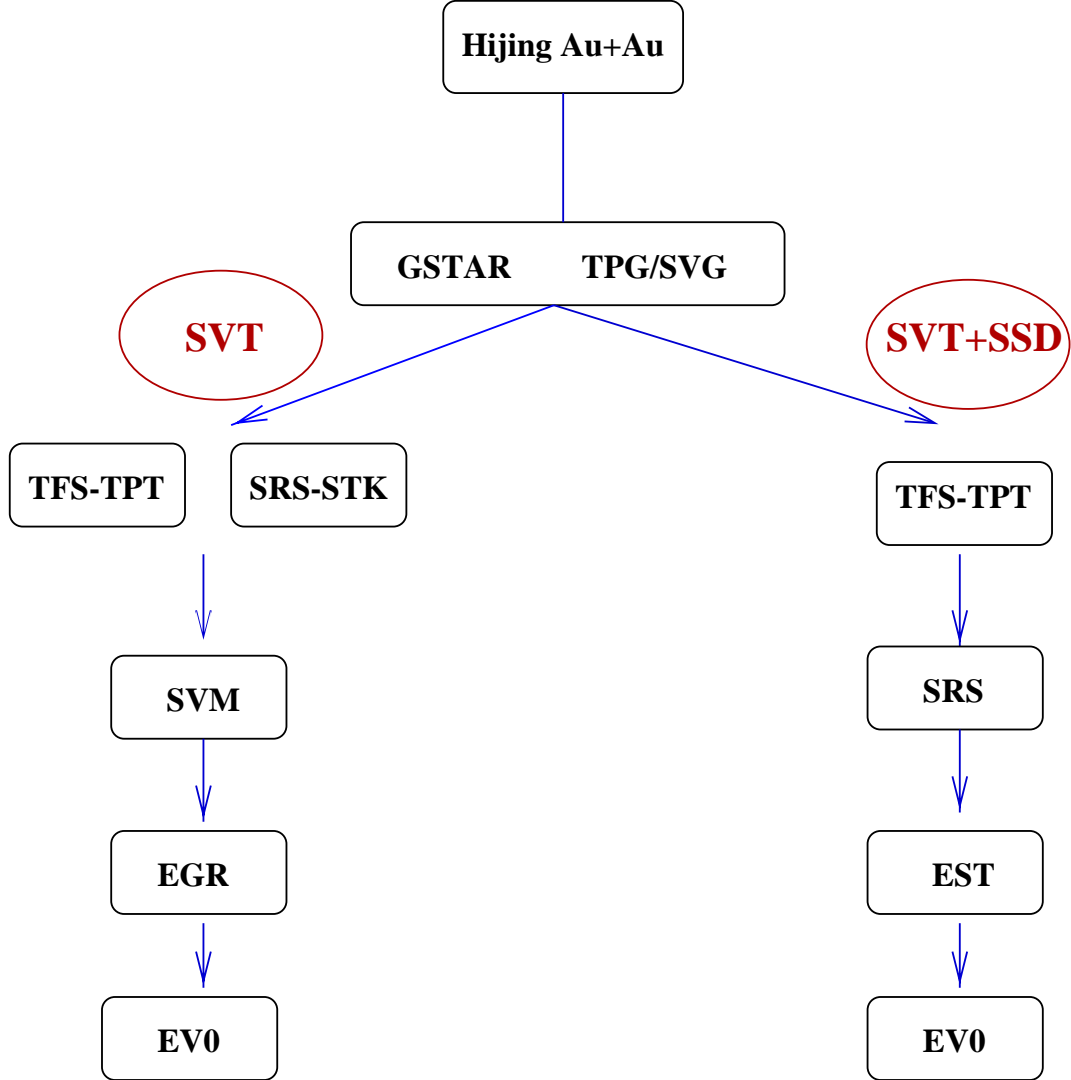 Hijing Au+Au
GSTAR TPG/SVG
SVT
SVT+SSD
TFS-TPT
SRS-STK
TFS-TPT
SVM
SRS
EGR
EST
EV0
EV0